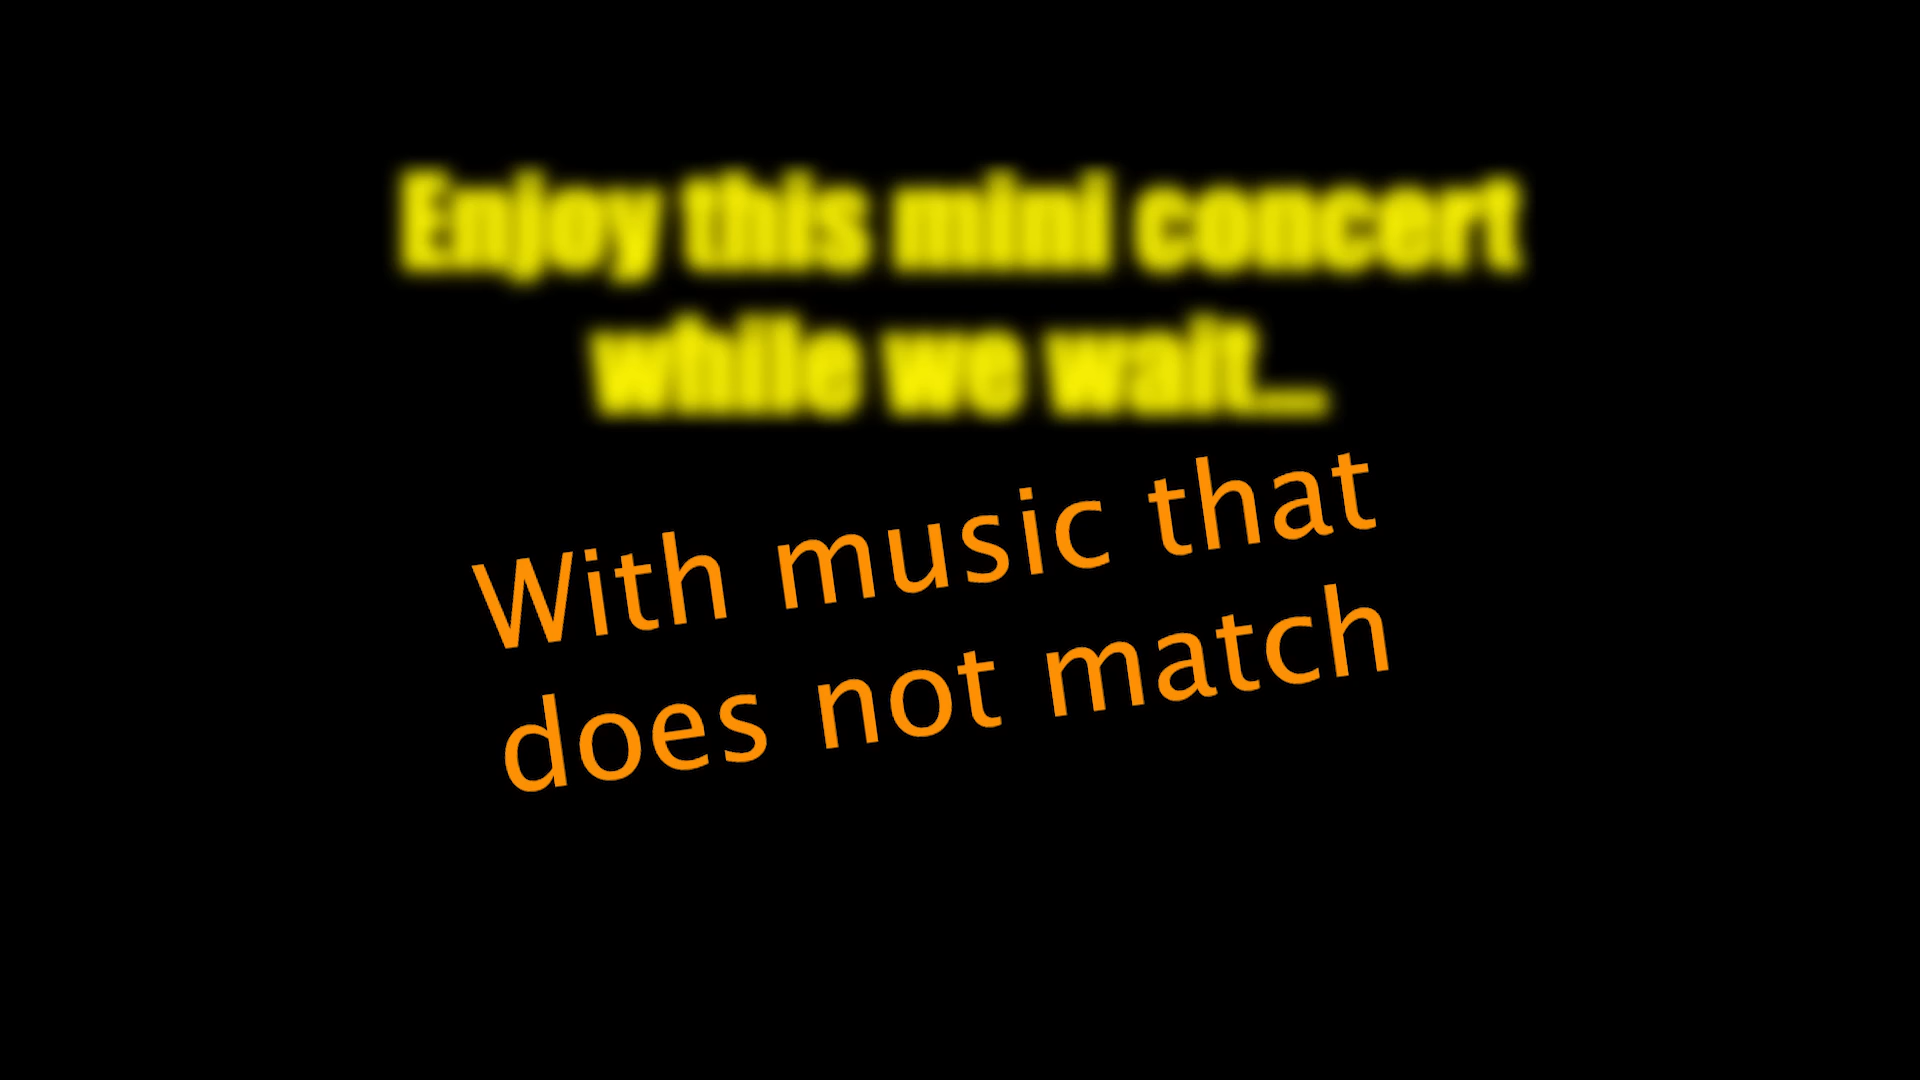 Enjoy this mini concert
while we wait...
With music that
does not match